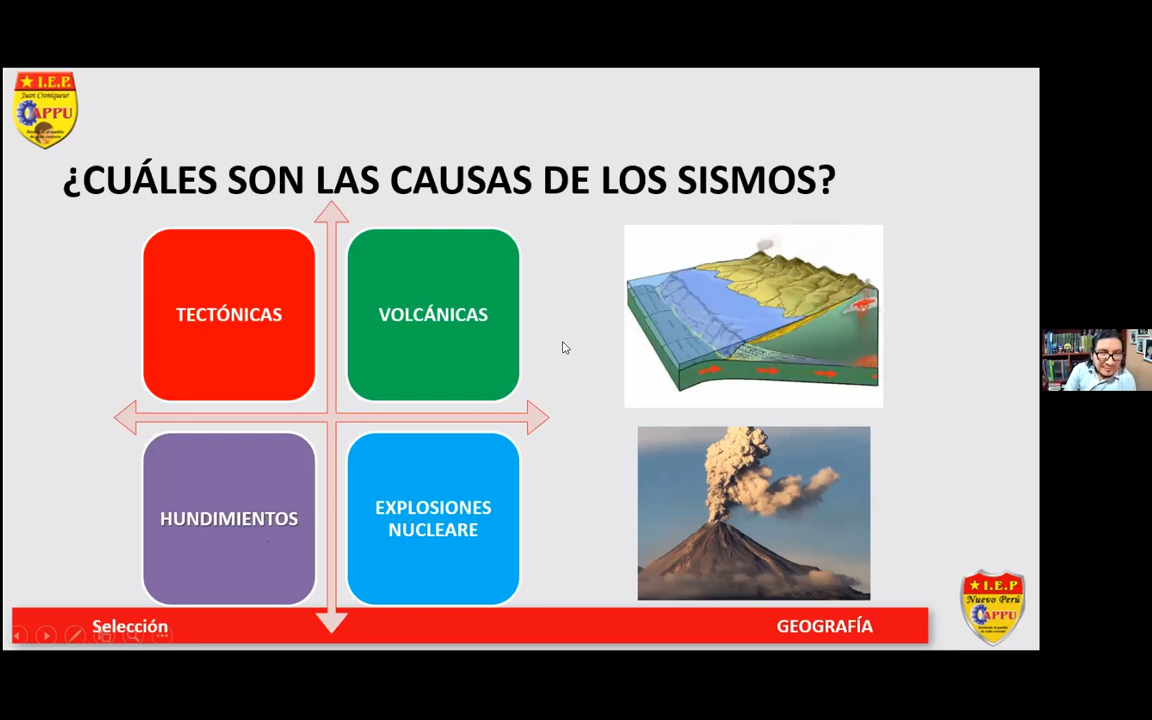 I.E.P.
Juan Croniqueur
APPU
¿CUÁLES SON LAS CAUSAS DE LOS SISMOS?
TECTÓNICAS
VOLCÁNICAS
HUNDIMIENTOS
EXPLOSIONES
NUCLEARE
I.E.P
Nuevo Perú
APPU
Selección
GEOGRAFÍA